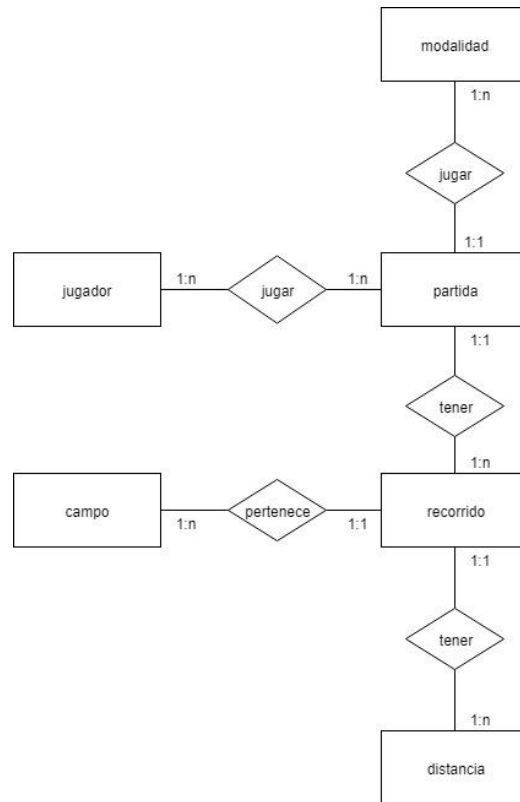 modalidad
1:n
jugar
1:1
jugador
1:n
jugar
1:n
partida
1:1
tener
1:n
campo
1:n
pertenece
1:1
recorrido
1:1
tener
1:n
distancia